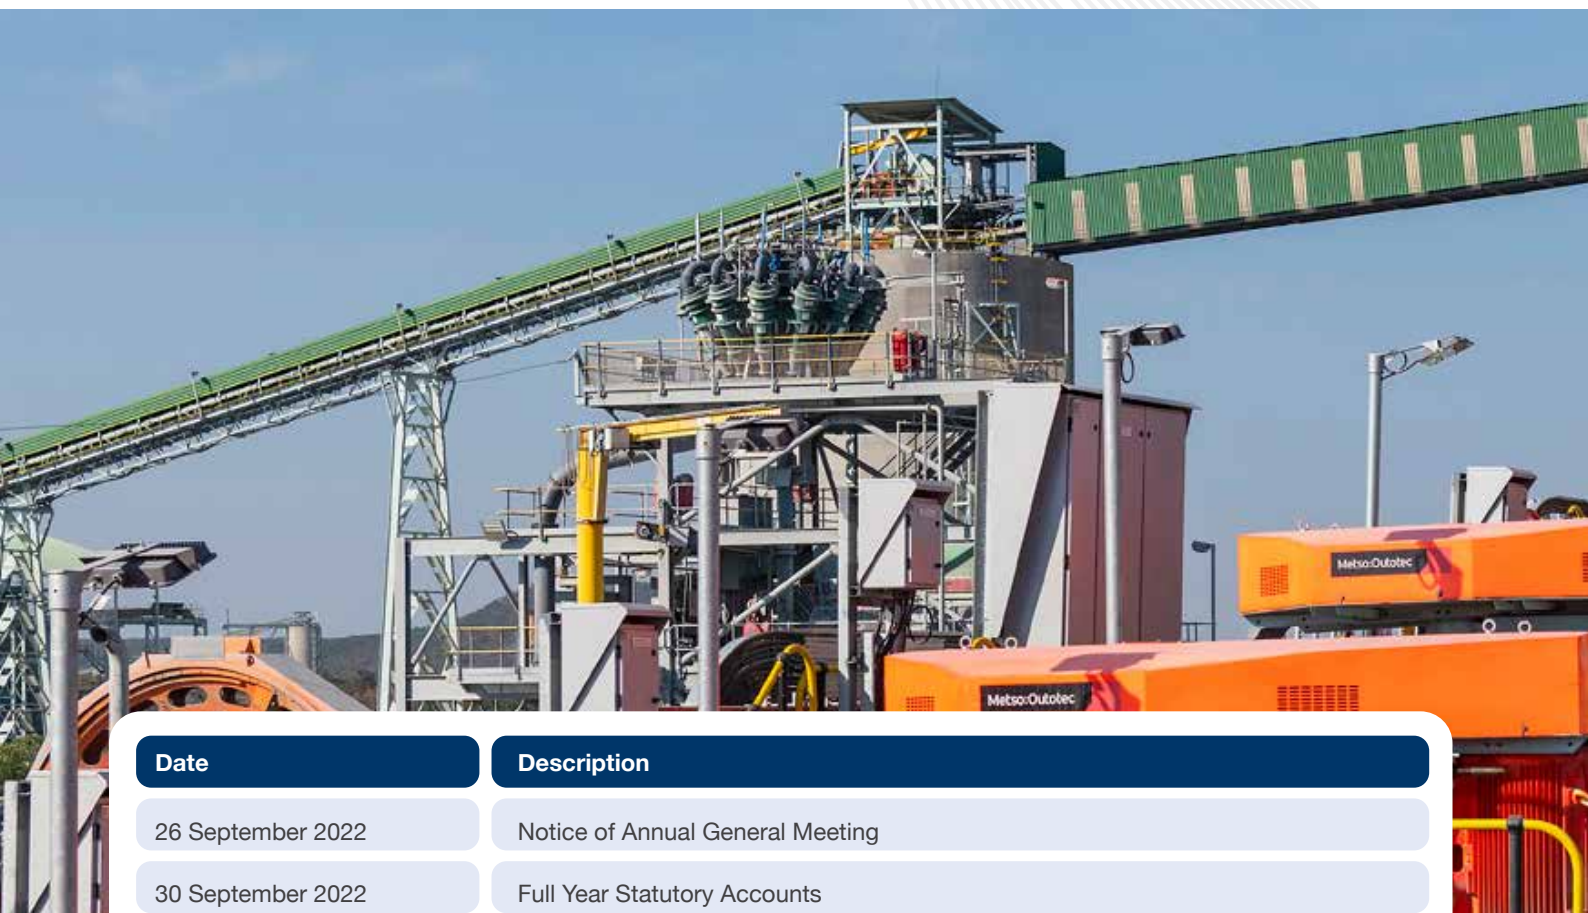 Metso:Outotec
Metso:Outotec
Date Description
26 September 2022 Notice of Annual General Meeting
30 September 2022 Full Year Statutory Accounts